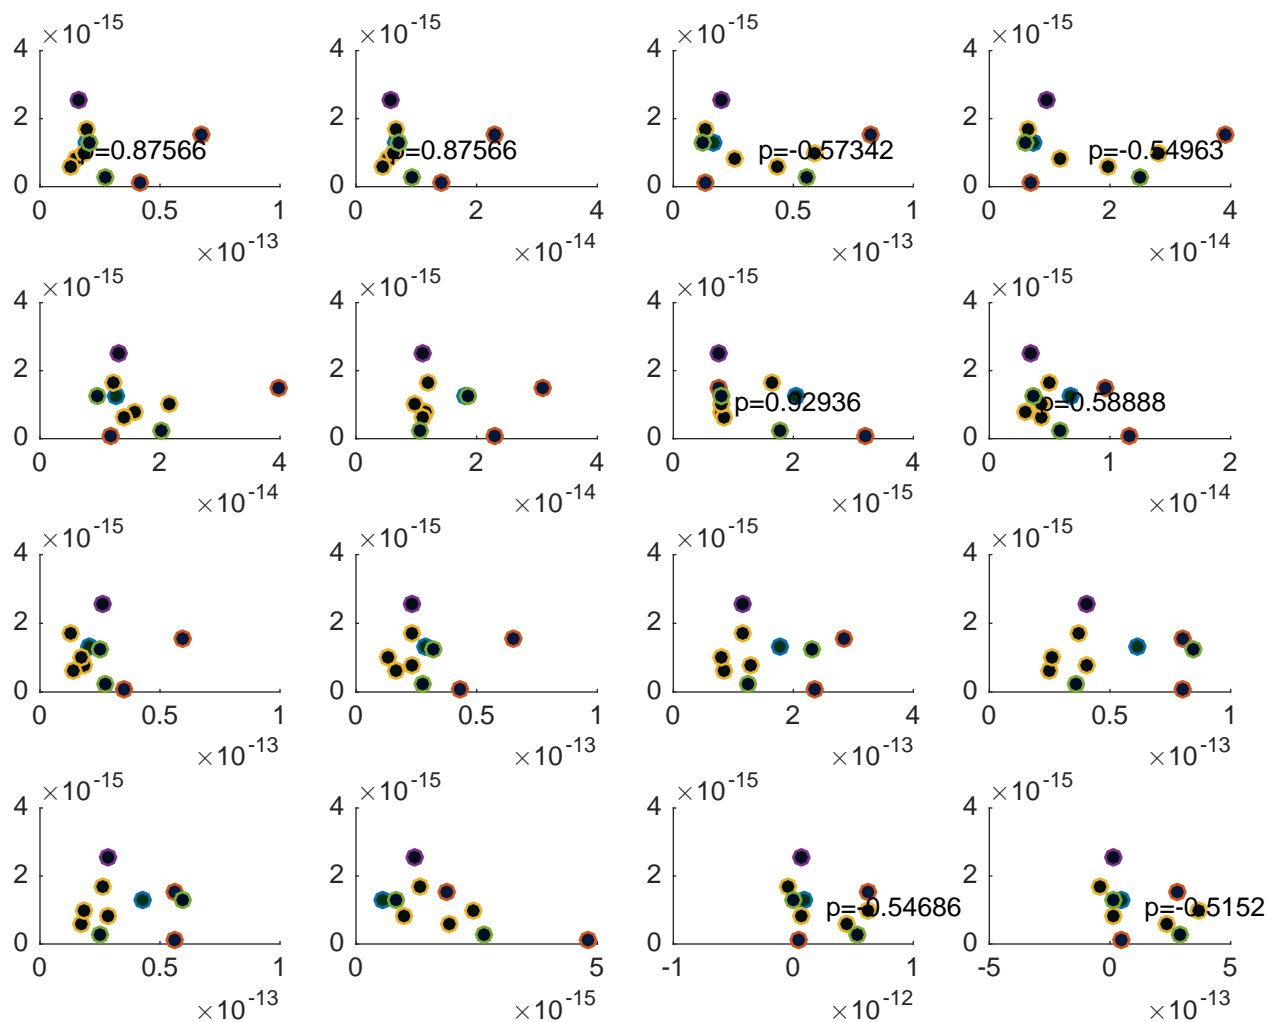 ×10-15 ×10-15 ×10-15 ×10-15
4 4 4 4
2 2 2 2
p=0.87566 p=0.87566 p=-0.57342 p=-0.54963
0 0 0 0
0 0.5 1 0 2 4 0 0.5 1 0 2 4
×10-13 ×10-14 ×10-13 ×10-14
×10-15 ×10-15 ×10-15 ×10-15
4 4 4 4
2 2 2 2
p=0.92936 p=0.58888
0 0 0 0
0 2 4 0 2 4 0 2 4 0 1 2
×10-14 ×10-14 ×10-15 ×10-14
×10-15 ×10-15 ×10-15 ×10-15
4 4 4 4
2 2 2 2
0 0 0 0
0 0.5 1 0 0.5 1 0 2 4 0 0.5 1
×10-13 ×10-13 ×10-13 ×10-13
×10-15 ×10-15 ×10-15 ×10-15
4 4 4 4
2 2 2 2
p=-0.54686 p=-0.5152
0 0 0 0
0 0.5 1 0 5 -1 0 1 -5 0 5
×10-13 ×10-15 ×10-12 ×10-13